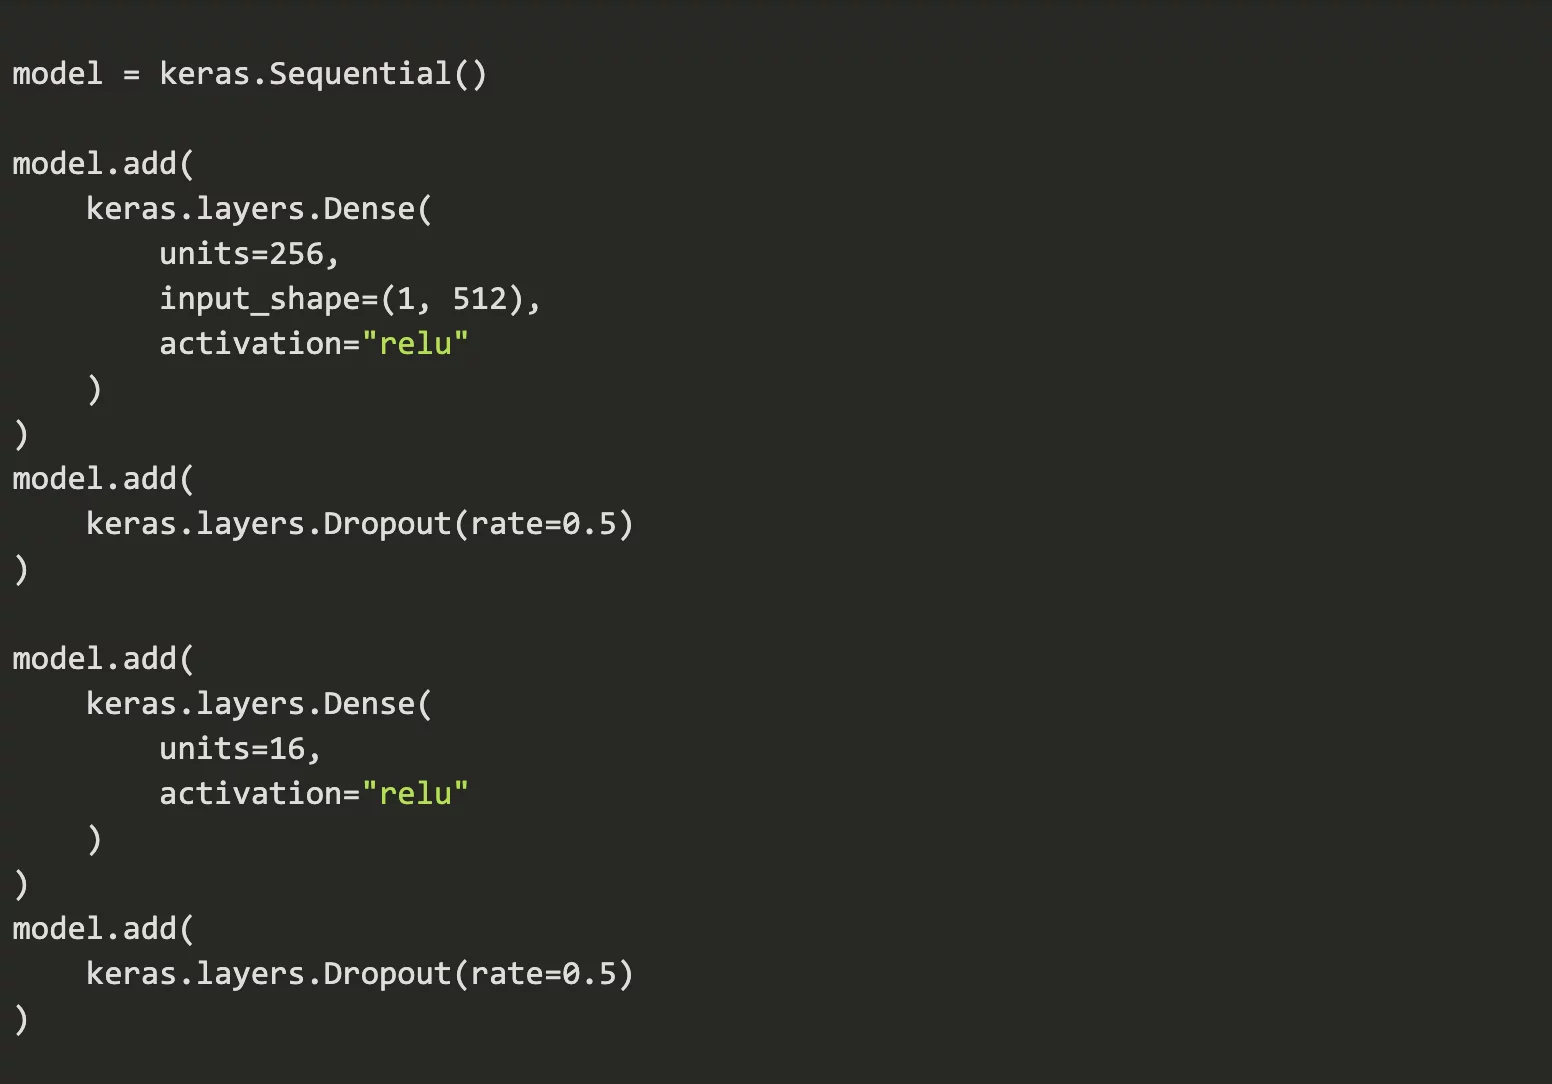 model = keras.Sequential()

model.add(
    keras.layers.Dense(
        units=256,
        input_shape=(1, 512),
        activation="relu"
    )
)
model.add(
    keras.layers.Dropout(rate=0.5)
)

model.add(
    keras.layers.Dense(
        units=16,
        activation="relu"
    )
)
model.add(
    keras.layers.Dropout(rate=0.5)
)